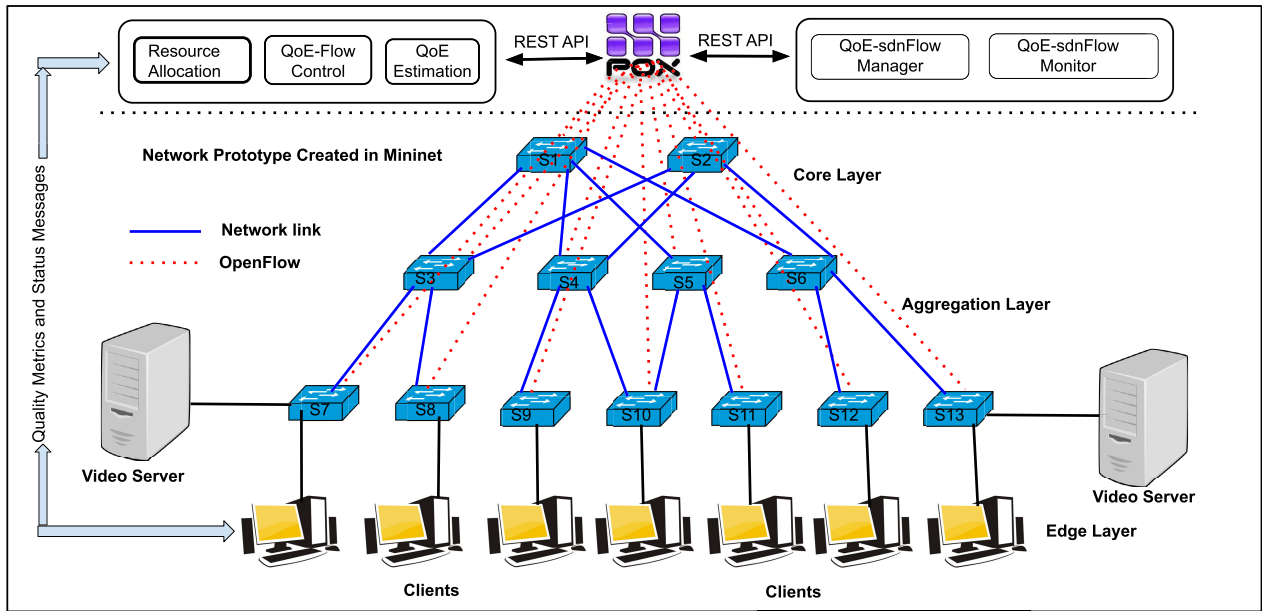 Resource
Allocation
QoE-Flow
Control
QoE
Estimation
REST API
POX
REST API
QoE-sdnFlow
Manager
QoE-sdnFlow
Monitor
Network Prototype Created in Mininet
S1
S2
Core Layer
Network link
OpenFlow
S3
S4
S5
S6
Aggregation Layer
Quality Metrics and Status Messages
S7
S8
S9
S10
S11
S12
S13
Video Server
Video Server
Edge Layer
Clients
Clients